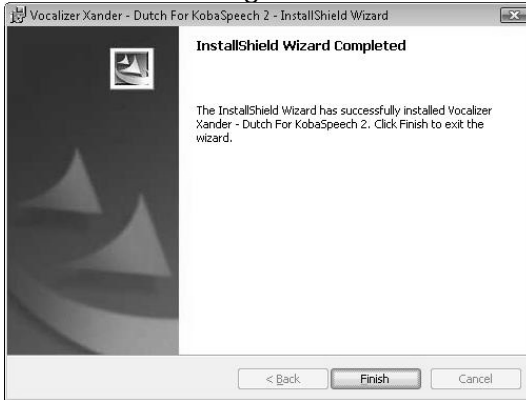 Vocalizer Xander - Dutch For KobaSpeech 2 - InstallShield Wizard
InstallShield Wizard Completed
The InstallShield Wizard has successfully installed Vocalizer
Xander - Dutch For KobaSpeech 2. Click Finish to exit the
wizard.
< Back
Finish
Cancel